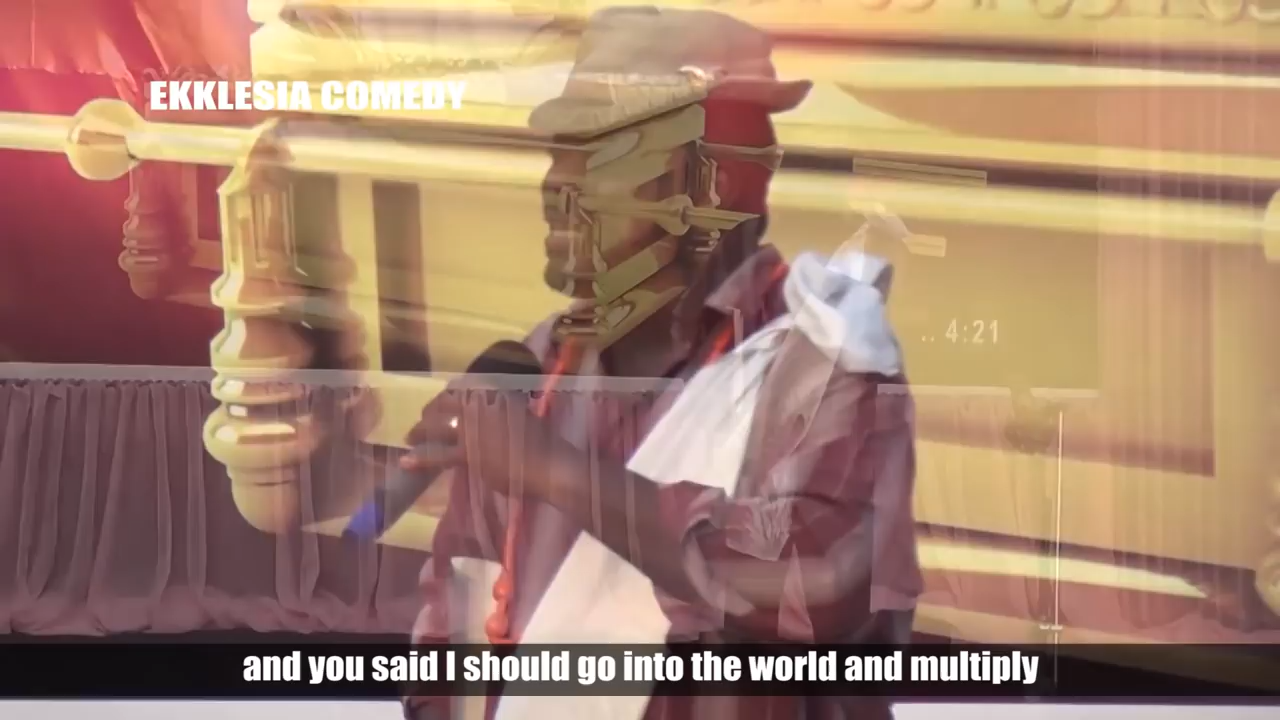 EKKLESIA COMEDY
.. 4:21
and you said I should go into the world and multiply